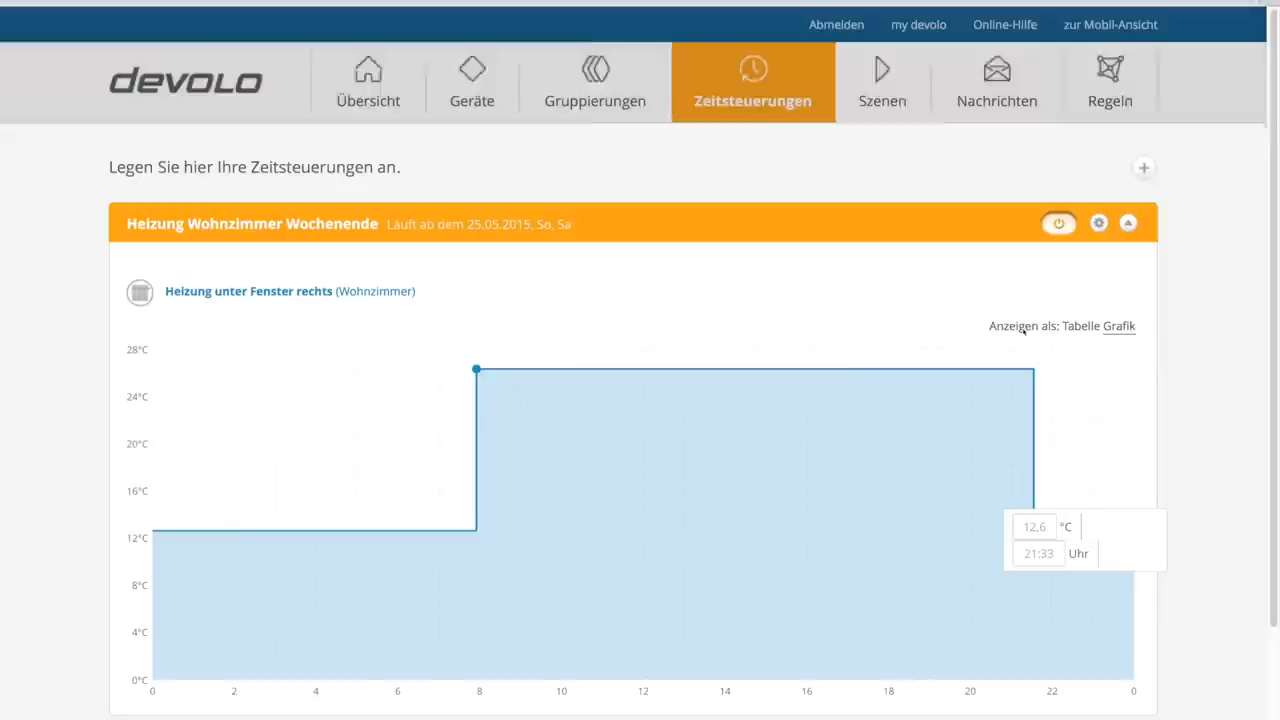 Abmelden my devolo Online-Hilfe zur Mobil-Ansicht
devolo
Übersicht Geräte Gruppierungen Zeitsteuerungen Szenen Nachrichten Regeln
Legen Sie hier Ihre Zeitsteuerungen an.
Heizung Wohnzimmer Wochenende Läuft ab dem 25.05.2015, So, Sa
Heizung unter Fenster rechts (Wohnzimmer)
Anzeigen als: Tabelle Grafik
28°C
24°C
20°C
16°C
12°C
8°C
4°C
0°C
12,6 °C
21:33 Uhr
0 2 4 6 8 10 12 14 16 18 20 22 0